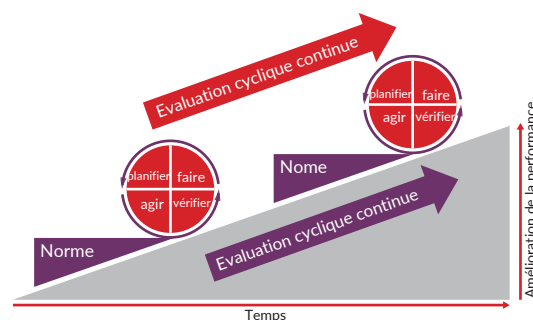 Evaluation cyclique continue
planifier faire
agir vérifier
Nome
planifier faire
agir vérifier
Norme
Evaluation cyclique continue
Amélioration de la performance
Temps